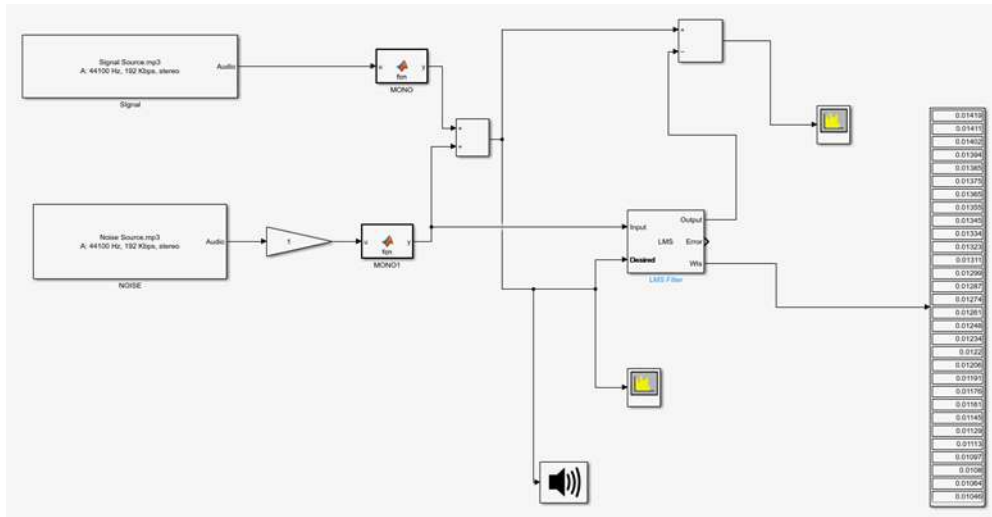 Signal Source.mp3
A: 44100 Hz, 192 Kbps, stereo
Audio
Signal
u
fcn
y
MONO
+
+
+
−
Noise Source.mp3
A: 44100 Hz, 192 Kbps, stereo
Audio
NOISE
1
u
fcn
y
MONO1
Input
Output
LMS
Error
Desired
Wts
LMS Filter
0.01419
0.01411
0.01402
0.01394
0.01385
0.01375
0.01365
0.01355
0.01345
0.01334
0.01323
0.01311
0.01299
0.01287
0.01274
0.01261
0.01248
0.01234
0.0122
0.01206
0.01191
0.01176
0.01161
0.01145
0.01129
0.01113
0.01097
0.0108
0.01064
0.01046